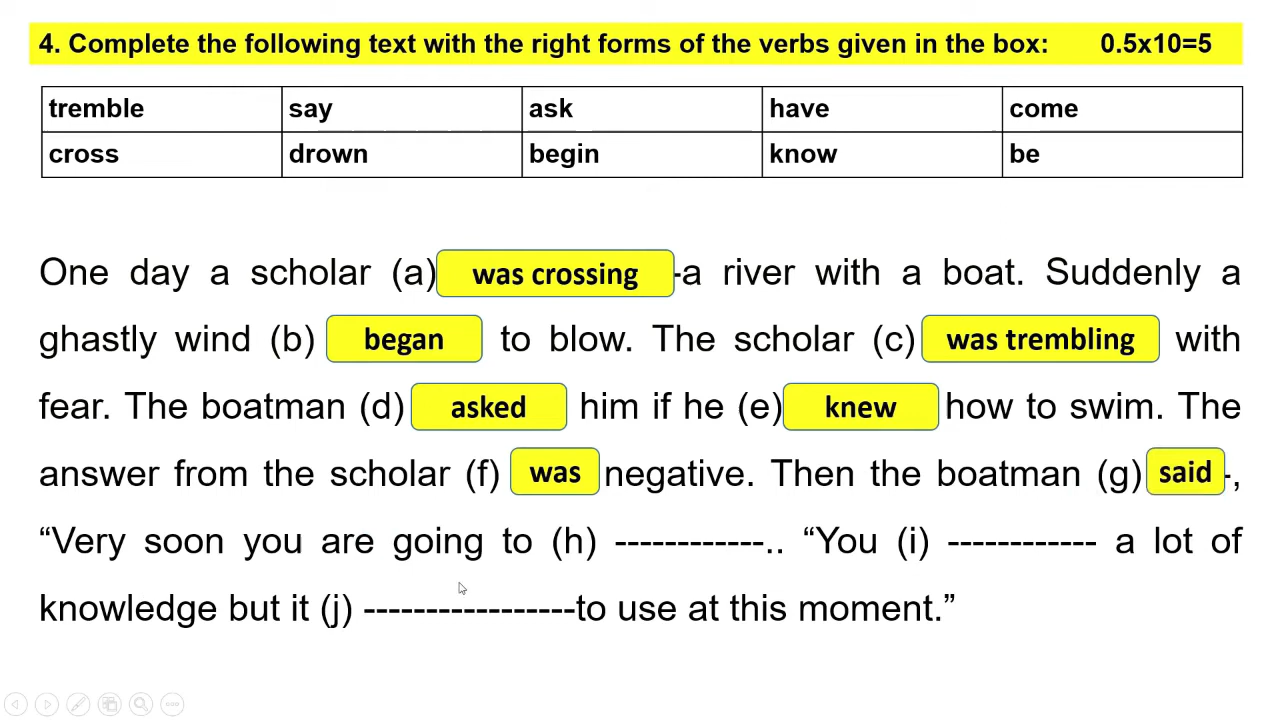 4. Complete the following text with the right forms of the verbs given in the box: 0.5x10=5
tremble say ask have come
cross drown begin know be
One day a scholar (a) was crossing -a river with a boat. Suddenly a
ghastly wind (b) began to blow. The scholar (c) was trembling with
fear. The boatman (d) asked him if he (e) knew how to swim. The
answer from the scholar (f) was negative. Then the boatman (g) said -,
“Very soon you are going to (h) ------------.. “You (i) ------------ a lot of
knowledge but it (j) -----------------to use at this moment.”